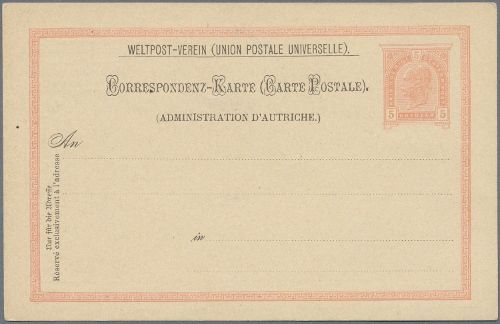 WELTPOST-VEREIN (UNION POSTALE UNIVERSELLE).
CORRESPONDENZ-KARTE (CARTE POSTALE).
(ADMINISTRATION D'AUTRICHE.)
5
5 5
An
in
Nur für die Adresse
Réservé exclusivement à l'adresse